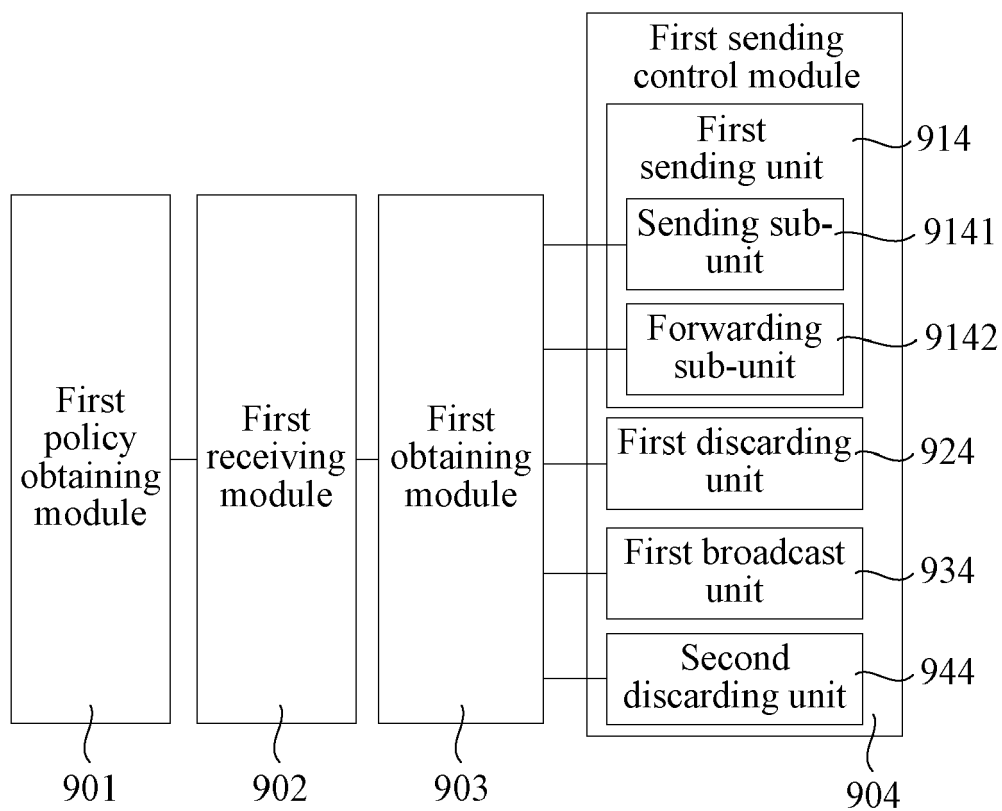 First sending
control module
First
sending unit
914
Sending sub-
unit
9141
Forwarding
sub-unit
9142
First discarding
unit
924
First broadcast
unit
934
Second
discarding unit
944
First
policy
obtaining
module
First
receiving
module
First
obtaining
module
901
902
903
904